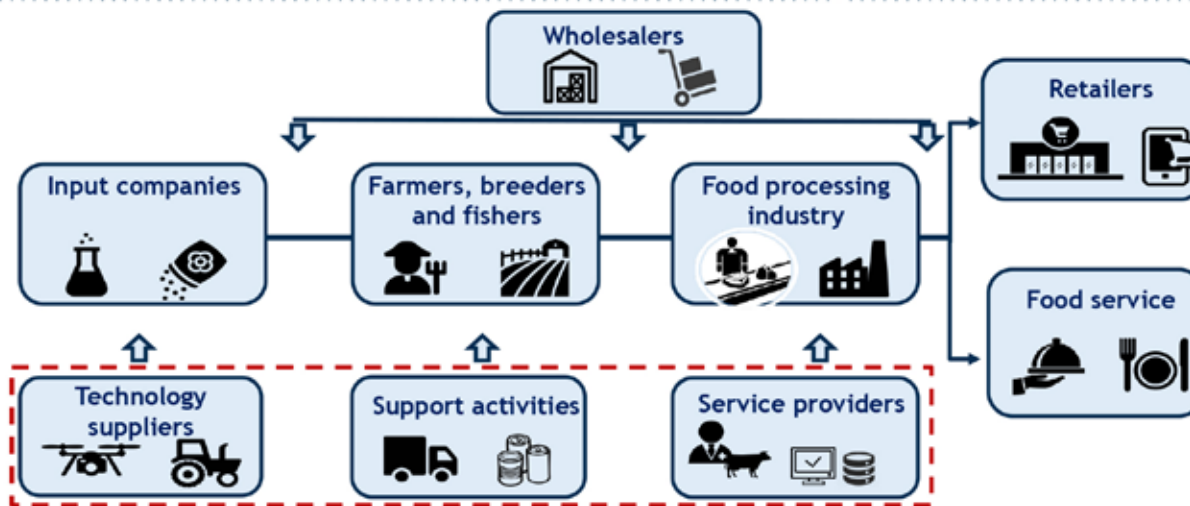 Wholesalers
Retailers
Input companies
Farmers, breeders
and fishers
Food processing
industry
Food service
Technology
suppliers
Support activities
Service providers